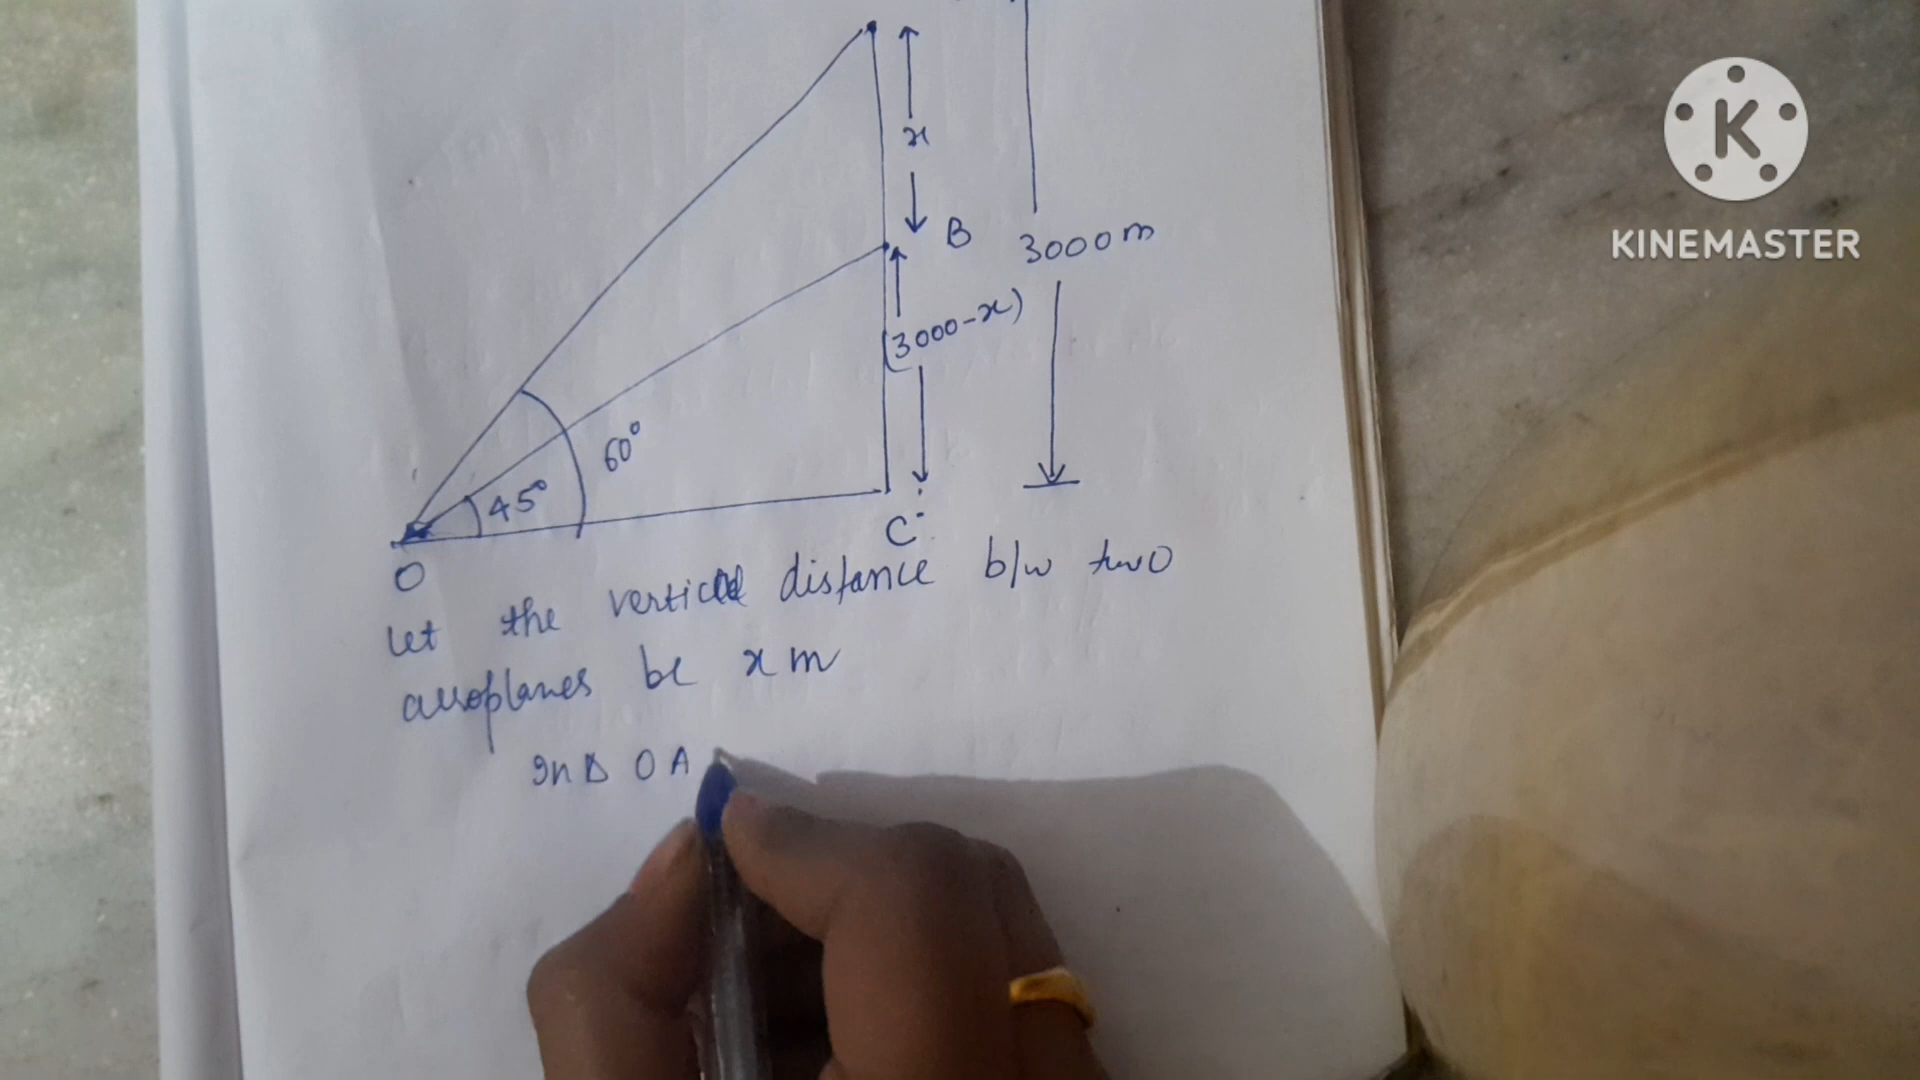 x
B
3000m
(3000-x)
60°
45°
C
O
let the vertical distance b/w two
aeroplanes be x m
In Δ OA
K
KINEMASTER